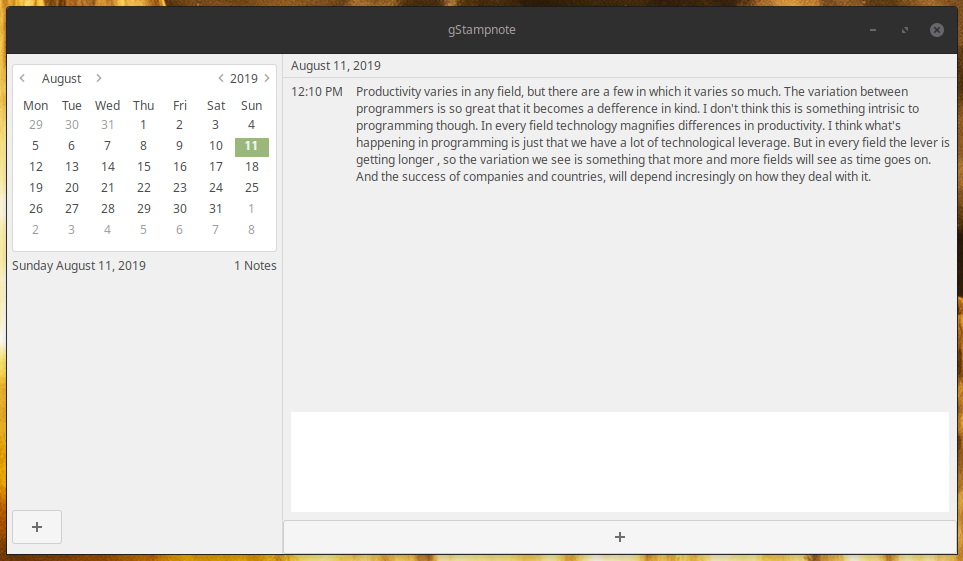 gStampnote
August 2019
Mon Tue Wed Thu Fri Sat Sun
29 30 31 1 2 3 4
5 6 7 8 9 10 11
12 13 14 15 16 17 18
19 20 21 22 23 24 25
26 27 28 29 30 31 1
2 3 4 5 6 7 8
Sunday August 11, 2019 1 Notes
August 11, 2019
12:10 PM Productivity varies in any field, but there are a few in which it varies so much. The variation between
programmers is so great that it becomes a defference in kind. I don't think this is something intrisic to
programming though. In every field technology magnifies differences in productivity. I think what's
happening in programming is just that we have a lot of technological leverage. But in every field the lever is
getting longer , so the variation we see is something that more and more fields will see as time goes on.
And the success of companies and countries, will depend incresingly on how they deal with it.